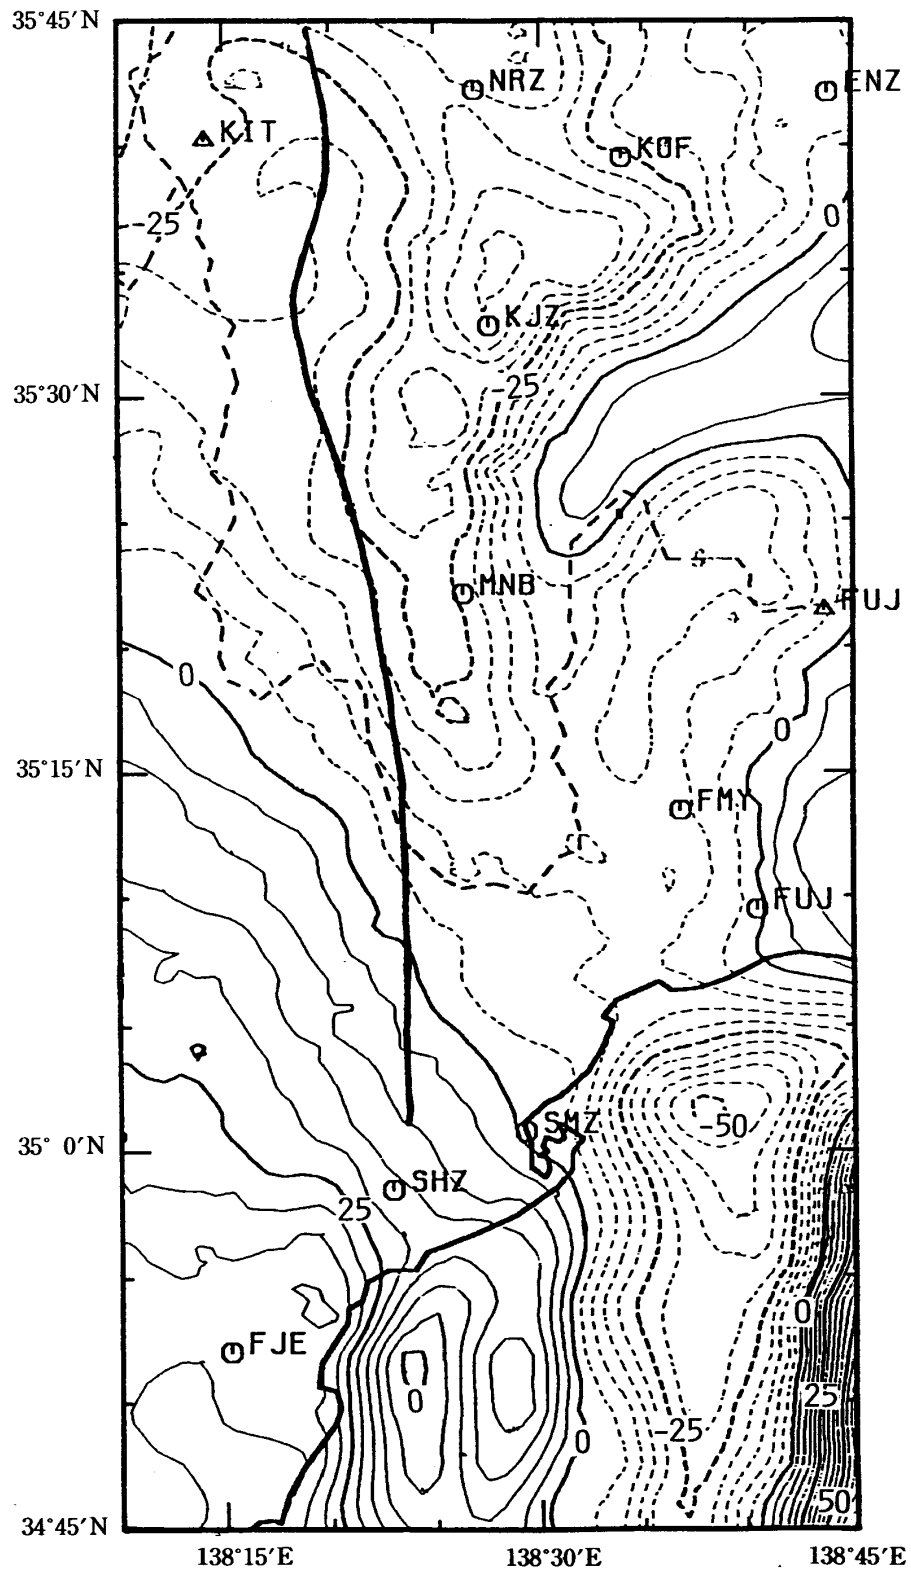 35°45′N
NRZ
ENZ
KIT
KOF
0
-25
KJZ
35°30′N
-25
MNB
FUJ
0
0
35°15′N
FMY
FUJ
-50
SMZ
35° 0′N
SHZ
25
0
FJE
0
25
-25
0
50
34°45′N
138°15′E
138°30′E
138°45′E